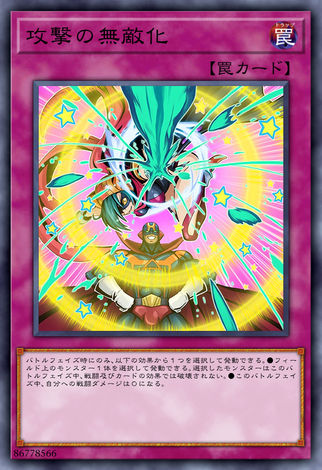 攻撃の無敵化
トラップ
罠
【罠カード】
バトルフェイズ時にのみ、以下の効果から１つを選択して発動できる。●フィー
ルド上のモンスター１体を選択して発動できる。選択したモンスターはこのバ
トルフェイズ中、戦闘及びカードの効果では破壊されない。●このバトルフェイ
ズ中、自分への戦闘ダメージは０になる。
86778566